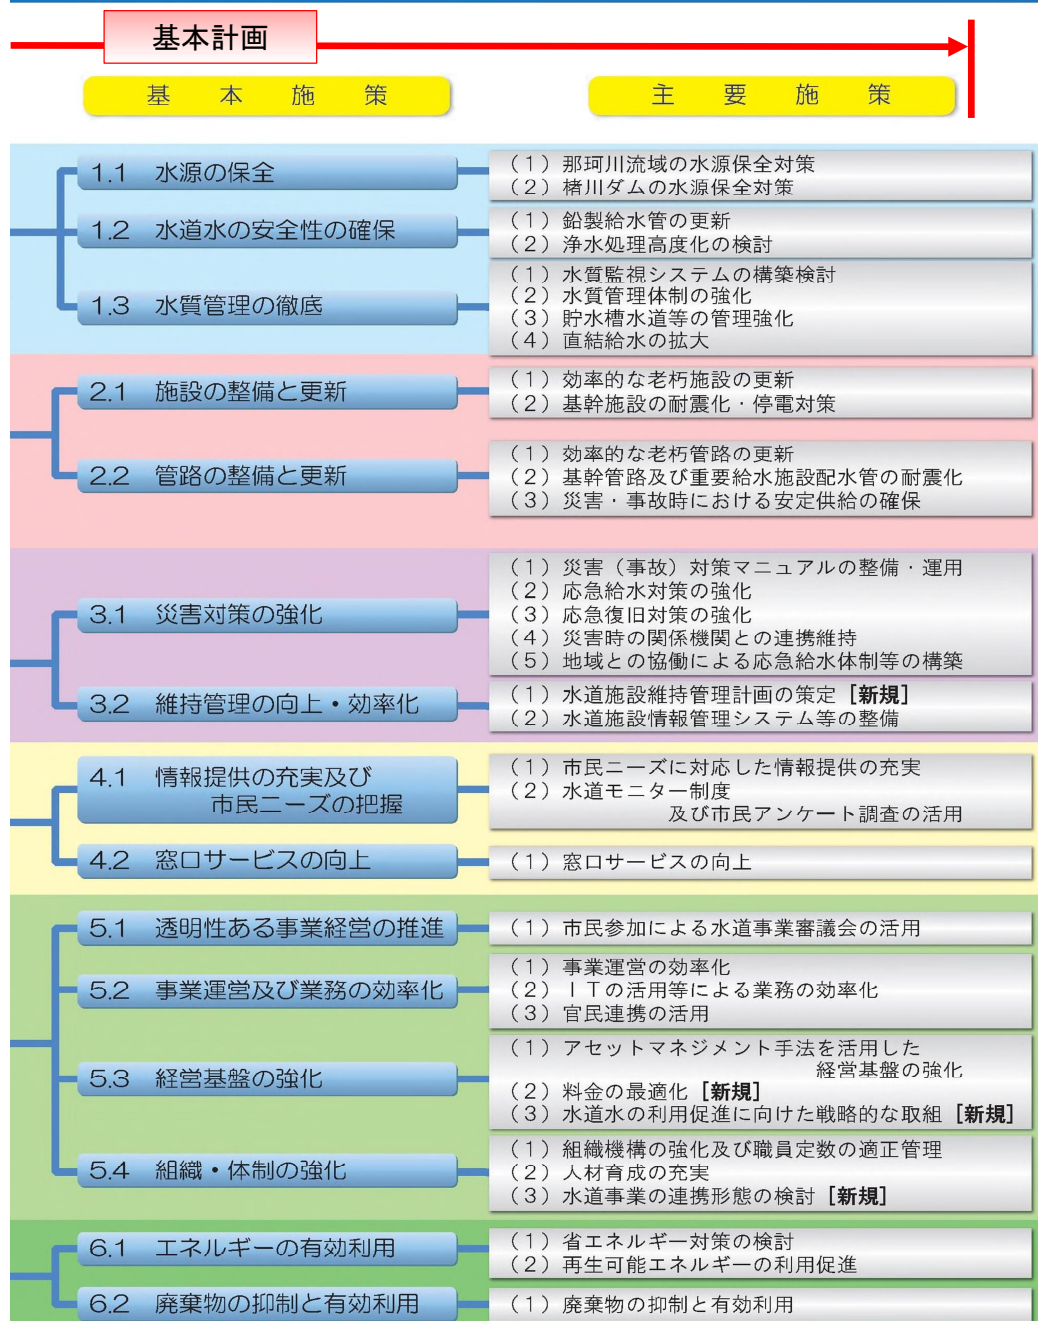 基本計画
基本施策
主要施策
1.1 水源の保全
（１）那珂川流域の水源保全対策
（２）楮川ダムの水源保全対策
1.2 水道水の安全性の確保
（１）鉛製給水管の更新
（２）浄水処理高度化の検討
1.3 水質管理の徹底
（１）水質監視システムの構築検討
（２）水質管理体制の強化
（３）貯水槽水道等の管理強化
（４）直結給水の拡大
2.1 施設の整備と更新
（１）効率的な老朽施設の更新
（２）基幹施設の耐震化・停電対策
2.2 管路の整備と更新
（１）効率的な老朽管路の更新
（２）基幹管路及び重要給水施設配水管の耐震化
（３）災害・事故時における安定供給の確保
3.1 災害対策の強化
（１）災害（事故）対策マニュアルの整備・運用
（２）応急給水対策の強化
（３）応急復旧対策の強化
（４）災害時の関係機関との連携維持
（５）地域との協働による応急給水体制等の構築
3.2 維持管理の向上・効率化
（１）水道施設維持管理計画の策定［新規］
（２）水道施設情報管理システム等の整備
4.1 情報提供の充実及び
市民ニーズの把握
（１）市民ニーズに対応した情報提供の充実
（２）水道モニター制度
及び市民アンケート調査の活用
4.2 窓口サービスの向上
（１）窓口サービスの向上
5.1 透明性ある事業経営の推進
（１）市民参加による水道事業審議会の活用
5.2 事業運営及び業務の効率化
（１）事業運営の効率化
（２）ＩＴの活用等による業務の効率化
（３）官民連携の活用
5.3 経営基盤の強化
（１）アセットマネジメント手法を活用した
経営基盤の強化
（２）料金の最適化［新規］
（３）水道水の利用促進に向けた戦略的な取組［新規］
5.4 組織・体制の強化
（１）組織機構の強化及び職員定数の適正管理
（２）人材育成の充実
（３）水道事業の連携形態の検討［新規］
6.1 エネルギーの有効利用
（１）省エネルギー対策の検討
（２）再生可能エネルギーの利用促進
6.2 廃棄物の抑制と有効利用
（１）廃棄物の抑制と有効利用